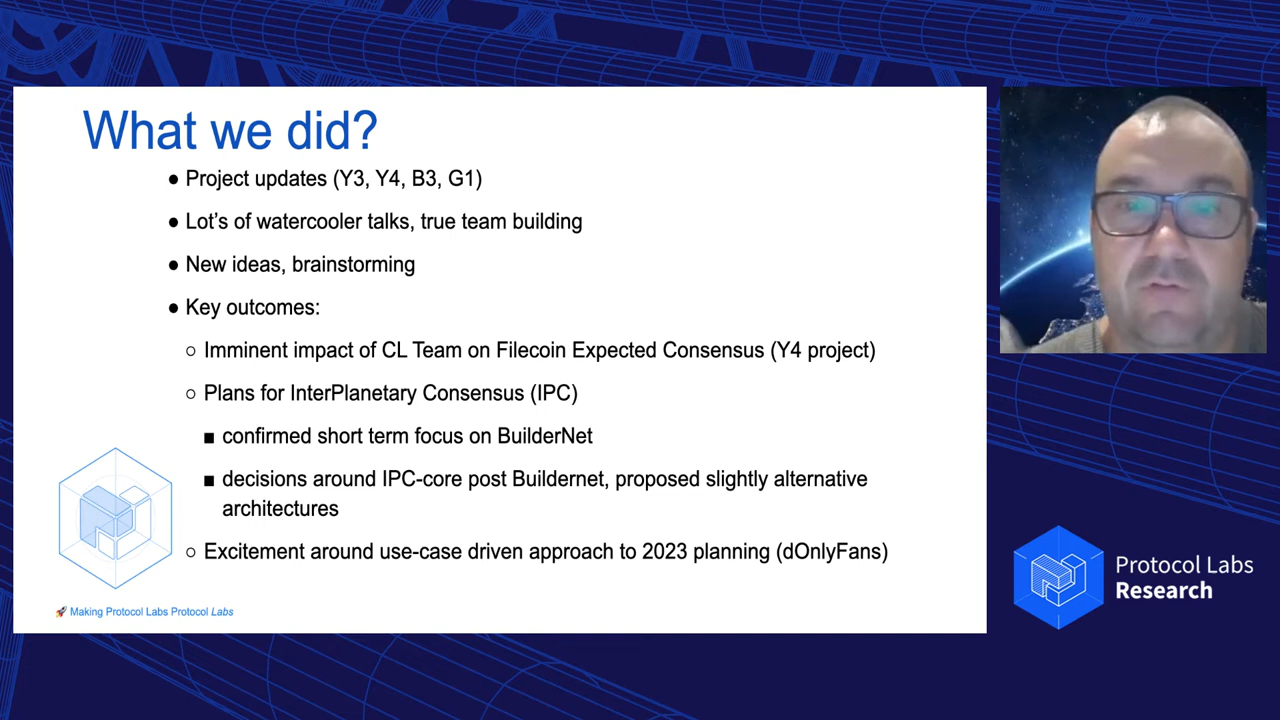 What we did?
● Project updates (Y3, Y4, B3, G1)
● Lot's of watercooler talks, true team building
● New ideas, brainstorming
● Key outcomes:
○ Imminent impact of CL Team on Filecoin Expected Consensus (Y4 project)
○ Plans for InterPlanetary Consensus (IPC)
■ confirmed short term focus on BuilderNet
■ decisions around IPC-core post Buildernet, proposed slightly alternative
architectures
○ Excitement around use-case driven approach to 2023 planning (dOnlyFans)
🚀 Making Protocol Labs Protocol Labs
Protocol Labs
Research